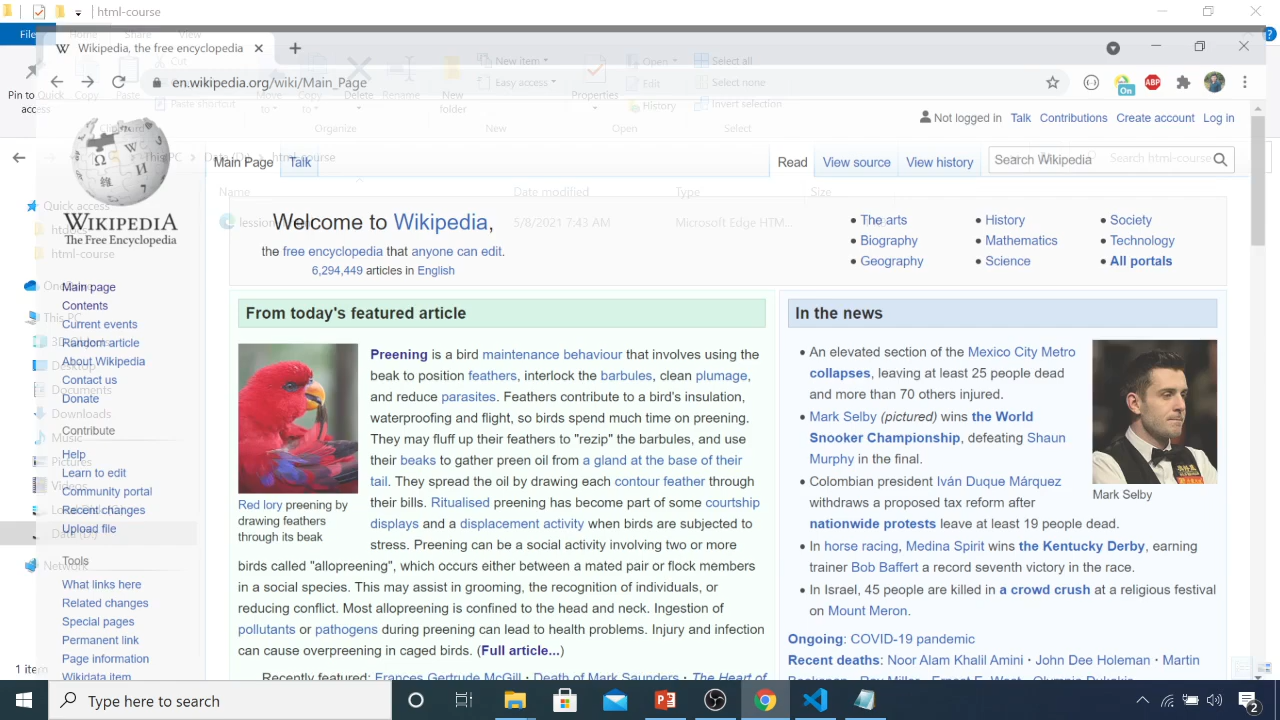 html-course
File Home Share View
Wikipedia, the free encyclopedia
Cut
New item
Open
Select all
Pin to Quick access
Copy
Paste
Paste shortcut
Move to
Copy to
Delete
Rename
New folder
Easy access
Properties
Edit
History
Select none
Invert selection
Clipboard
Organize
New
Open
Select
en.wikipedia.org/wiki/Main_Page
On
ABP
Not logged in Talk Contributions Create account Log in
This PC
html-course
Search html-course
Main Page Talk
Read View source View history
Search Wikipedia
Name Date modified Type Size
5/8/2021 7:43 AM Microsoft Edge HTM...
WIKIPEDIA
The Free Encyclopedia
Quick access
html-course
This PC
Desktop
Documents
Downloads
Music
Pictures
Videos
Data (D:)
Network
1 item
Main page
Contents
Current events
Random article
About Wikipedia
Contact us
Donate
Contribute
Help
Learn to edit
Community portal
Recent changes
Upload file
Tools
What links here
Related changes
Special pages
Permanent link
Page information
Wikidata item
Welcome to Wikipedia,
the free encyclopedia that anyone can edit.
6,294,449 articles in English
The arts
Biography
Geography
History
Mathematics
Science
Society
Technology
All portals
From today's featured article
Preening is a bird maintenance behaviour that involves using the
beak to position feathers, interlock the barbules, clean plumage,
and reduce parasites. Feathers contribute to a bird's insulation,
waterproofing and flight, so birds spend much time on preening.
They may fluff up their feathers to "rezip" the barbules, and use
their beaks to gather preen oil from a gland at the base of their
tail. They spread the oil by drawing each contour feather through
their bills. Ritualised preening has become part of some courtship
displays and a displacement activity when birds are subjected to
stress. Preening can be a social activity involving two or more
birds called "allopreening", which occurs either between a mated pair or flock members
in a social species. This may assist in grooming, the recognition of individuals, or
reducing conflict. Most allopreening is confined to the head and neck. Ingestion of
pollutants or pathogens during preening can lead to health problems. Injury and infection
can cause overpreening in caged birds. (Full article...)
Red lory preening by
drawing feathers
through its beak
Recently featured: Frances Gertrude McGill · Death of Mark Saunders · The Heart of
In the news
An elevated section of the Mexico City Metro
collapses, leaving at least 25 people dead
and more than 70 others injured.
Mark Selby (pictured) wins the World
Snooker Championship, defeating Shaun
Murphy in the final.
Colombian president Iván Duque Márquez
withdraws a proposed tax reform after
nationwide protests leave at least 19 people dead.
In horse racing, Medina Spirit wins the Kentucky Derby, earning
trainer Bob Baffert a record seventh victory in the race.
In Israel, 45 people are killed in a crowd crush at a religious festival
on Mount Meron.
Mark Selby
Ongoing: COVID-19 pandemic
Recent deaths: Noor Alam Khalil Amini · John Dee Holeman · Martin
Type here to search
2